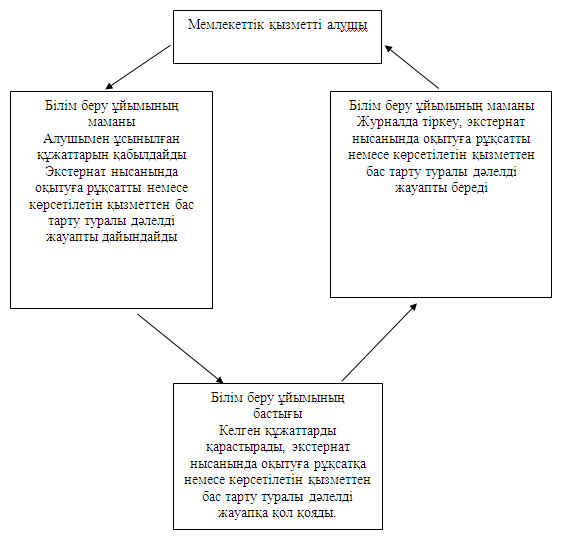 Мемлекеттік қызметті алушы
Білім беру ұйымының
маманы
Алушымен ұсынылған
құжаттарын қабылдайды
Экстернат нысанында
оқытуға рұқсатты немесе
көрсетілетін қызметтен бас
тарту туралы дәлелді
жауапты дайындайды
Білім беру ұйымының маманы
Журналда тіркеу, экстернат
нысанында оқытуға рұқсатты
немесе көрсетілетін қызметтен
бас тарту туралы дәлелді
жауапты береді
Білім беру ұйымының
бастығы
Келген құжаттарды
қарастырады, экстернат
нысанында оқытуға рұқсатқа
немесе көрсетілетін қызметтен
бас тарту туралы дәлелді
жауапқа қол қояды.